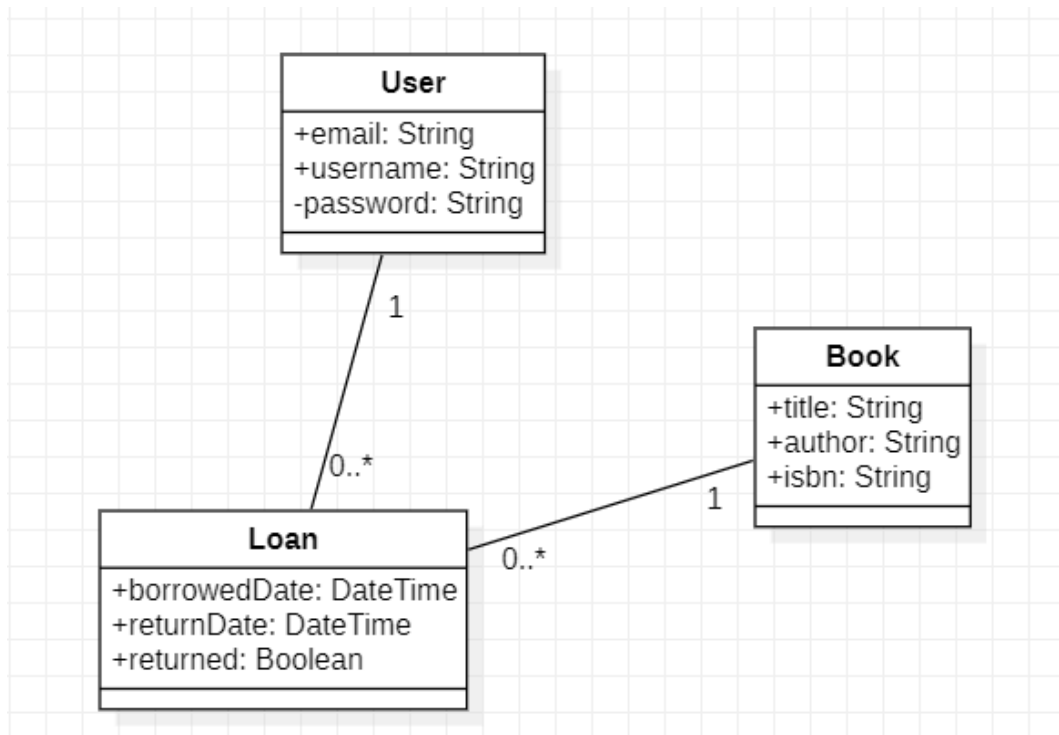 User
+email: String
+username: String
-password: String
1
0..*
Book
+title: String
+author: String
+isbn: String
1
0..*
Loan
+borrowedDate: DateTime
+returnDate: DateTime
+returned: Boolean